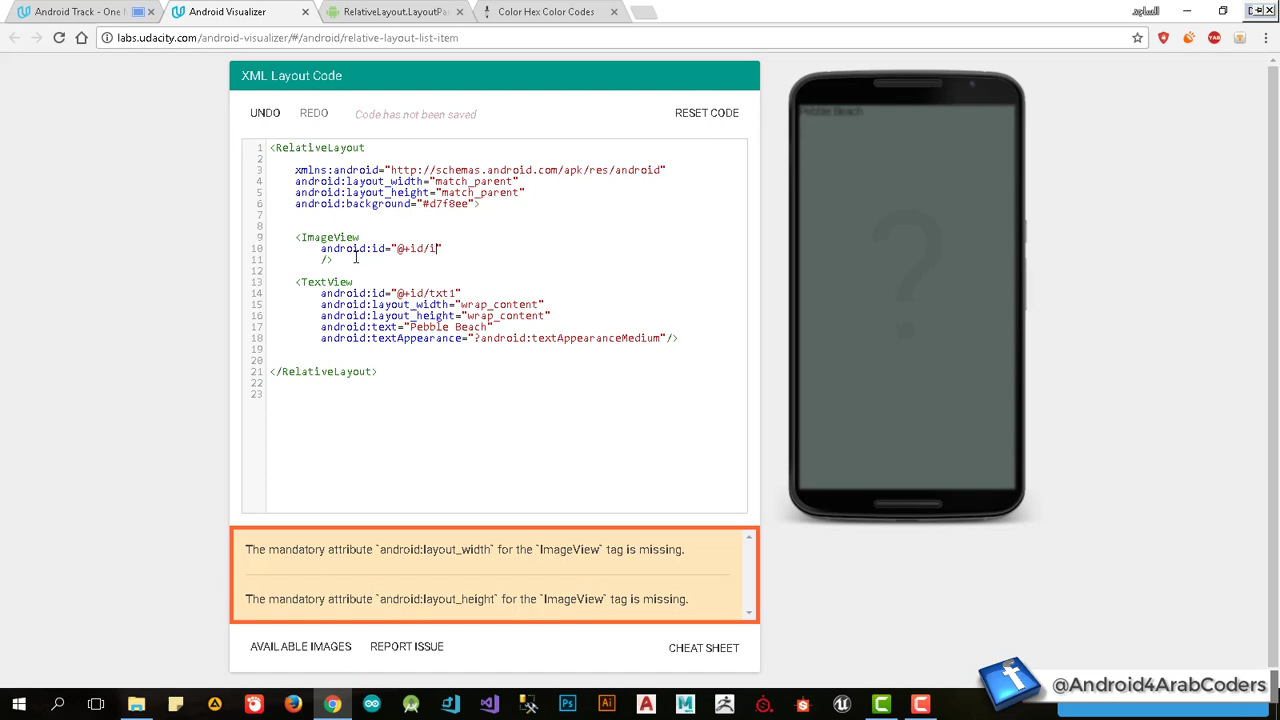 Android Track - One
Android Visualizer
RelativeLayout.LayoutPa
Color Hex Color Codes
labs.udacity.com/android-visualizer/#/android/relative-layout-list-item
XML Layout Code
UNDO
REDO
Code has not been saved
RESET CODE
1 <RelativeLayout
2
3 xmlns:android="http://schemas.android.com/apk/res/android"
4 android:layout_width="match_parent"
5 android:layout_height="match_parent"
6 android:background="#d7f8ee">
7
8
9 <ImageView
10 android:id="@+id/i"
11 />
12
13 <TextView
14 android:id="@+id/txt1"
15 android:layout_width="wrap_content"
16 android:layout_height="wrap_content"
17 android:text="Pebble Beach"
18 android:textAppearance="?android:textAppearanceMedium"/>
19
20
21 </RelativeLayout>
22
23
Pebble Beach
?
The mandatory attribute `android:layout_width` for the `ImageView` tag is missing.
The mandatory attribute `android:layout_height` for the `ImageView` tag is missing.
AVAILABLE IMAGES
REPORT ISSUE
CHEAT SHEET
@Android4ArabCoders